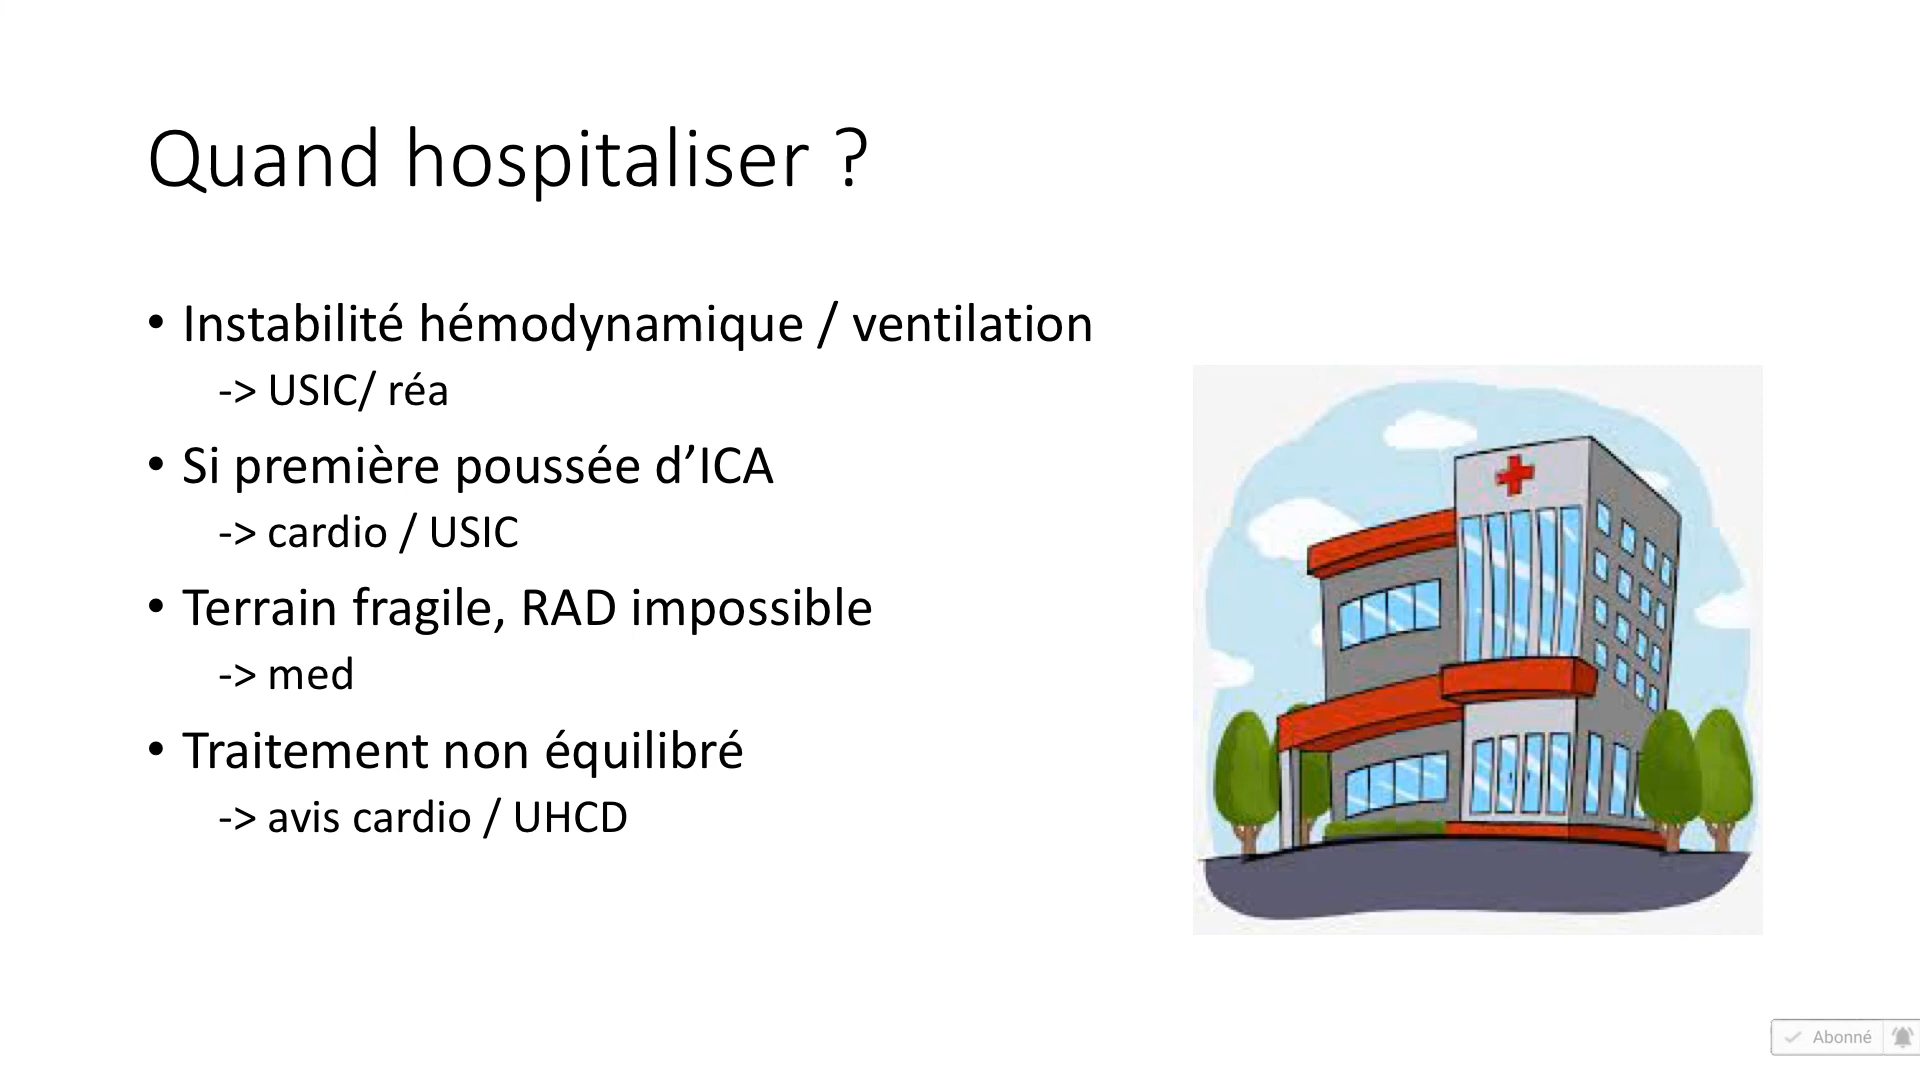 Quand hospitaliser ?
• Instabilité hémodynamique / ventilation
-> USIC/ réa
• Si première poussée d’ICA
-> cardio / USIC
• Terrain fragile, RAD impossible
-> med
• Traitement non équilibré
-> avis cardio / UHCD
Abonné